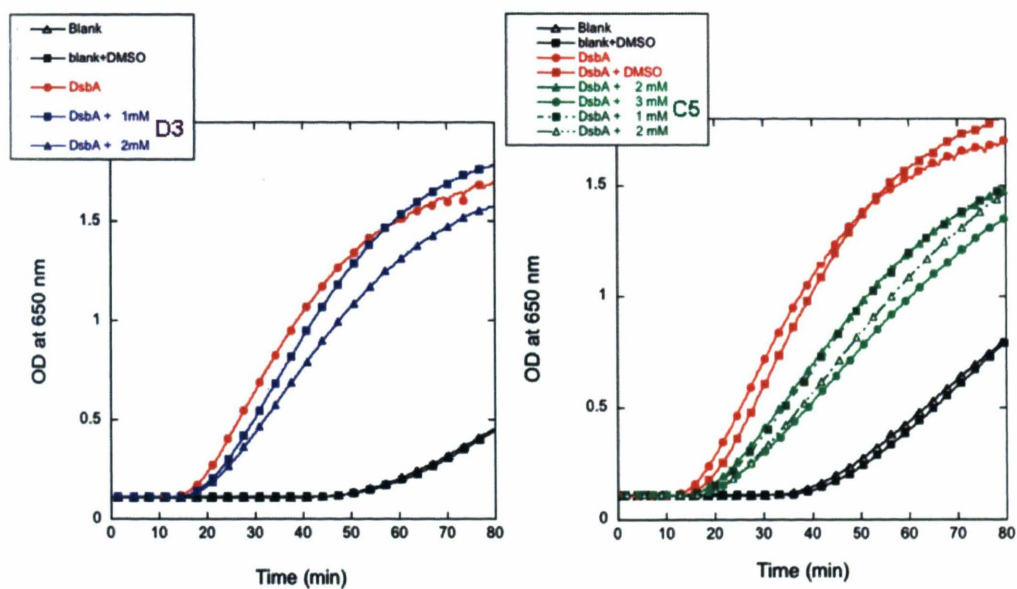 Blank
blank+DMSO
DsbA
DsbA + 1mM
DsbA + 2mM
D3
1.5
1
0.5
0
0 10 20 30 40 50 60 70 80
OD at 650 nm
Time (min)
Blank
blank+DMSO
DsbA
DsbA + DMSO
DsbA + 2 mM
DsbA + 3 mM
DsbA + 1 mM
DsbA + 2 mM
C5
1.5
1
0.5
0
0 10 20 30 40 50 60 70 80
OD at 650 nm
Time (min)